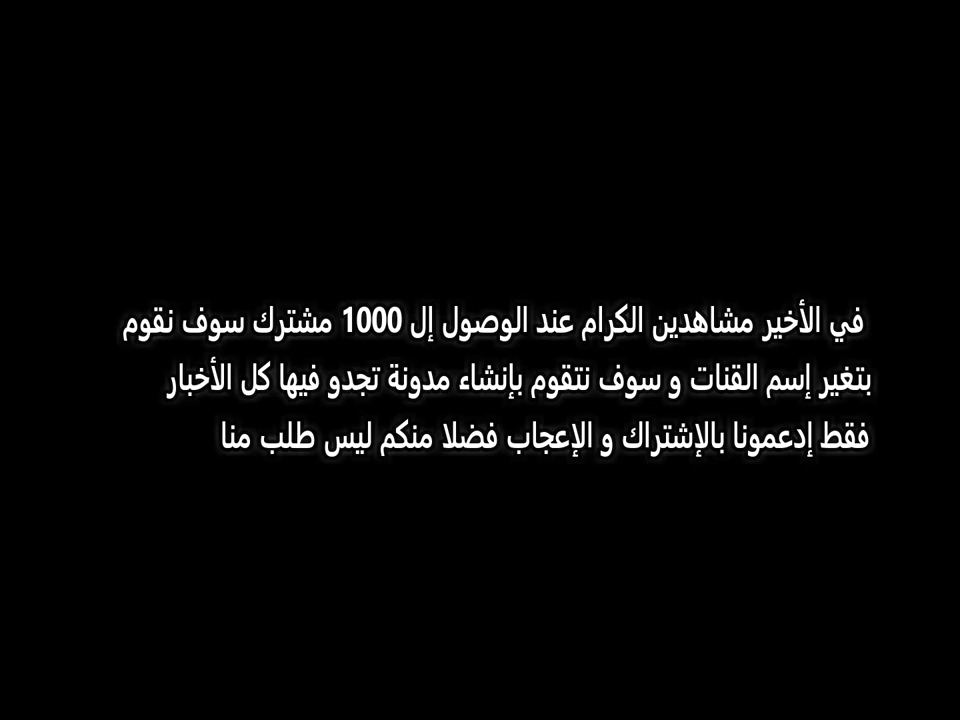 في الأخير مشاهدين الكرام عند الوصول إل 1000 مشترك سوف نقوم
بتغير إسم القنات و سوف نتقوم بإنشاء مدونة تجدو فيها كل الأخبار
فقط إدعمونا بالإشتراك و الإعجاب فضلا منكم ليس طلب منا